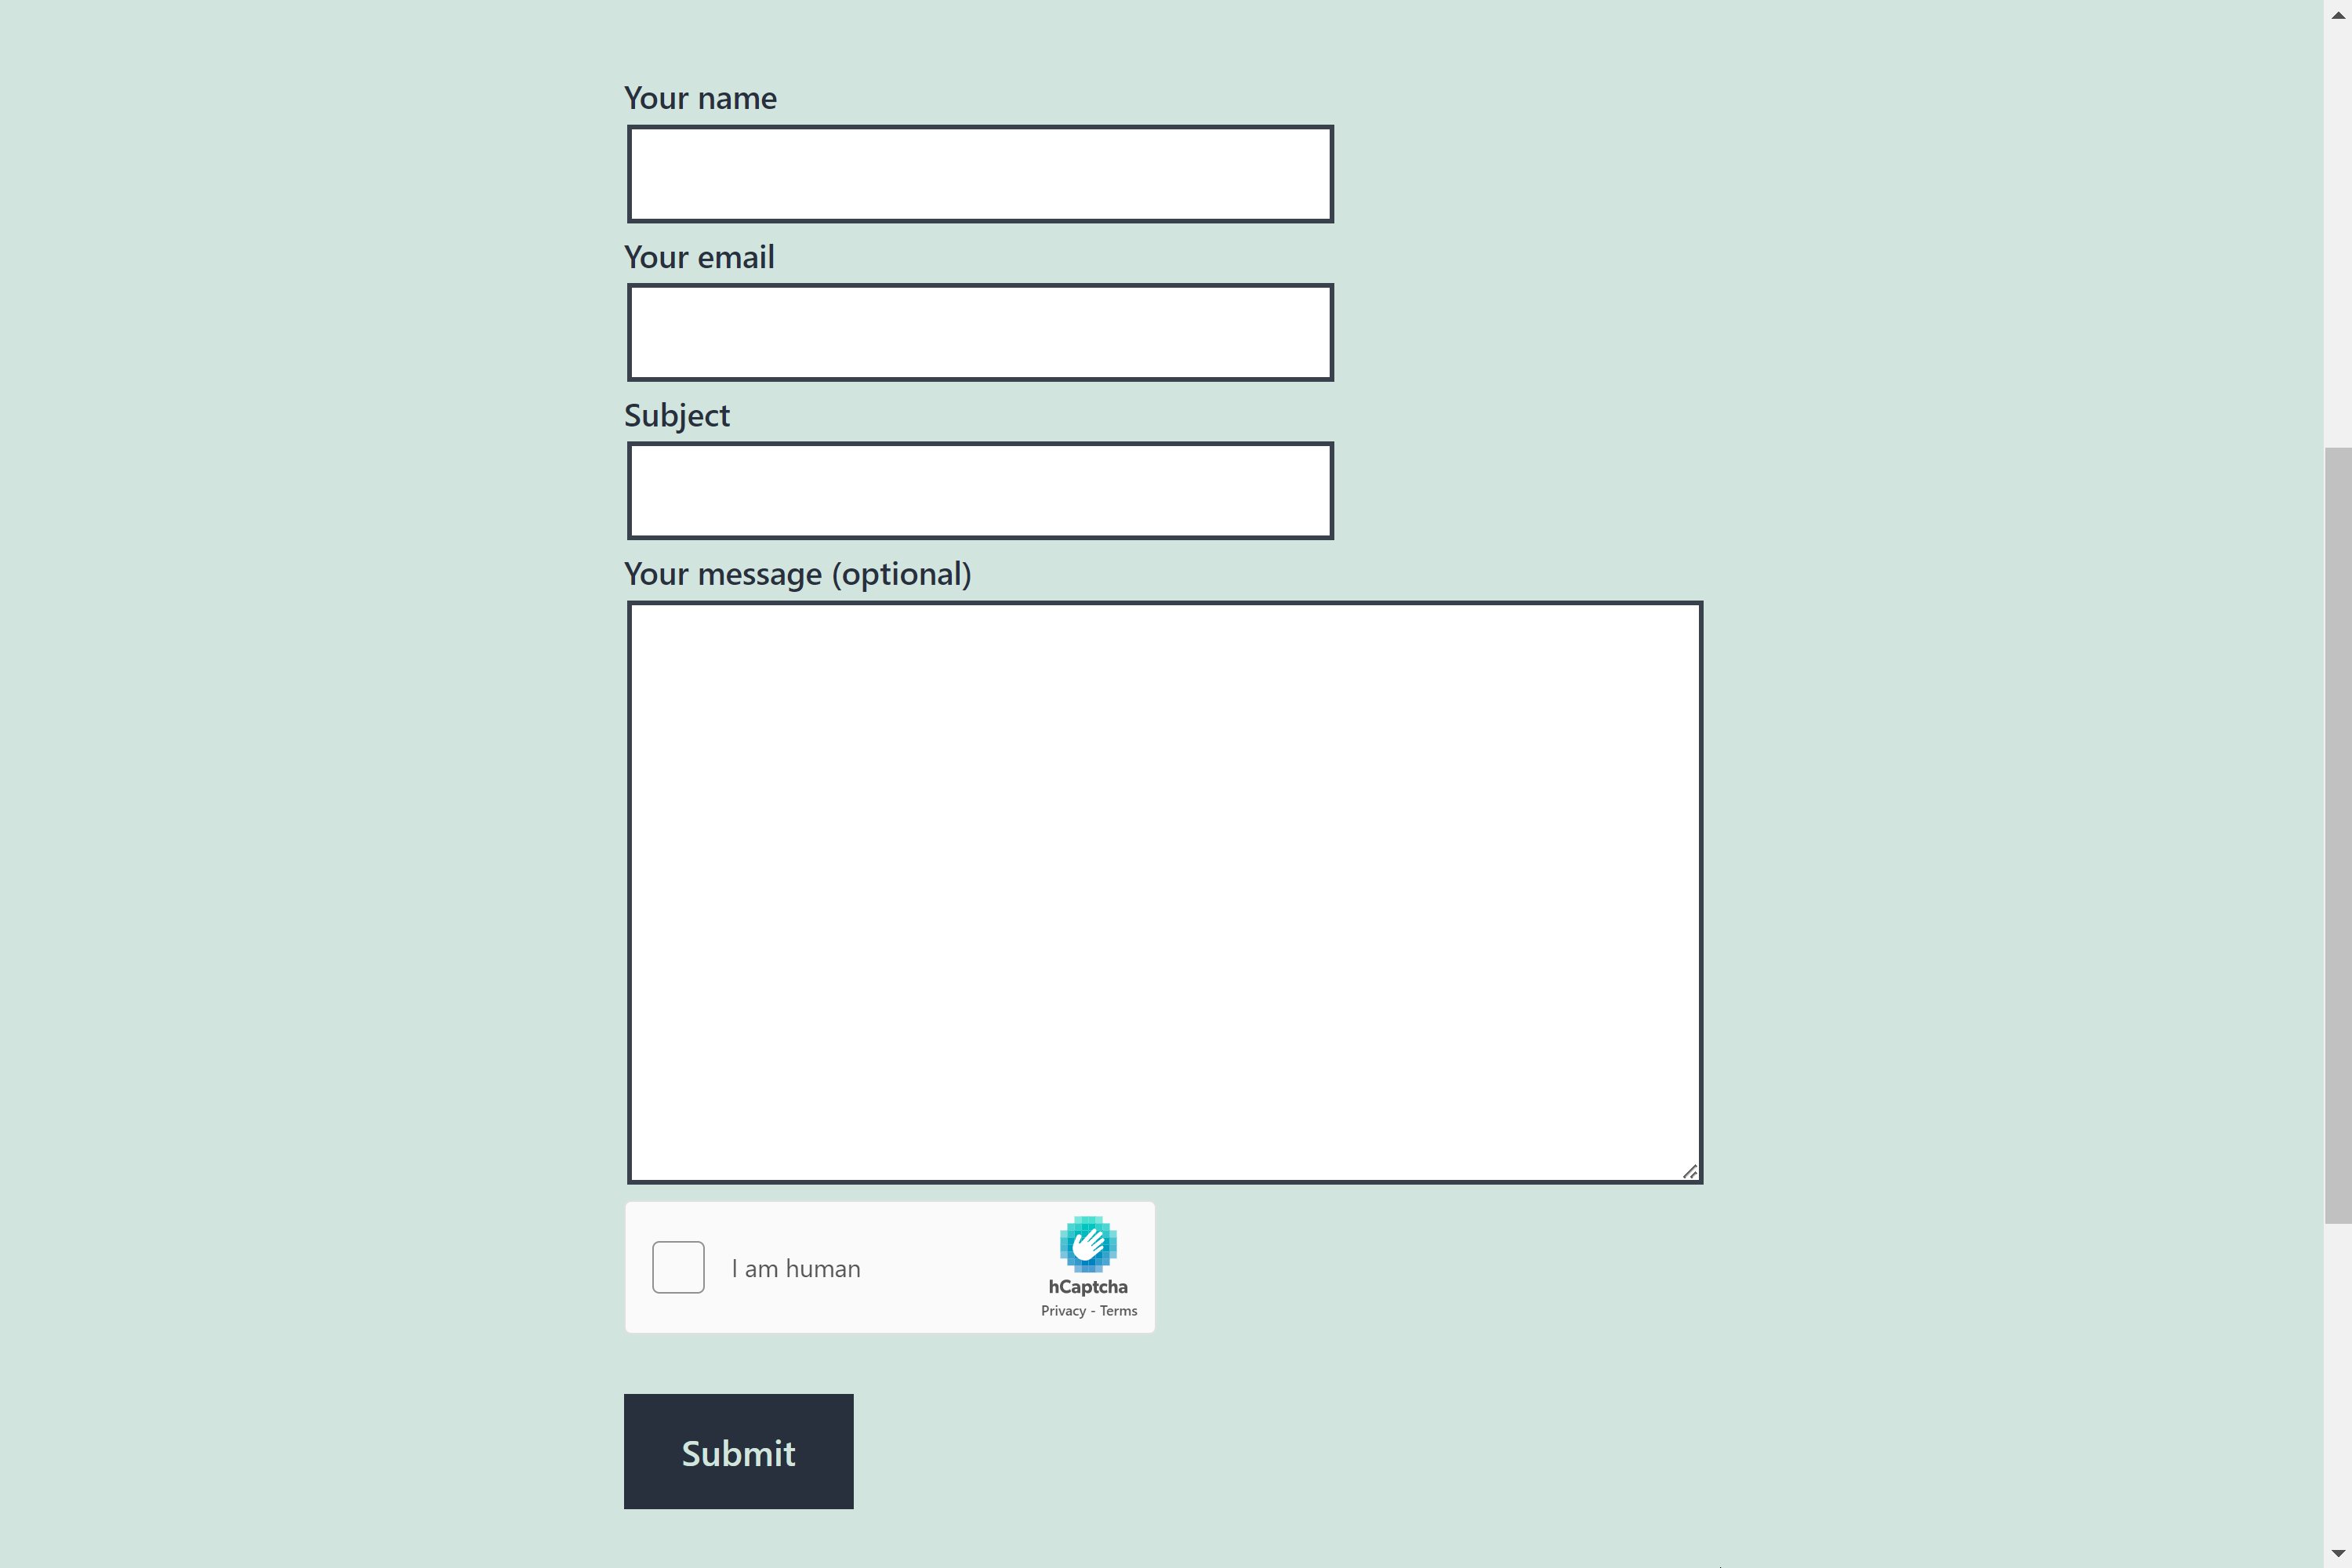 Your name
Your email
Subject
Your message (optional)
I am human
hCaptcha
Privacy - Terms
Submit